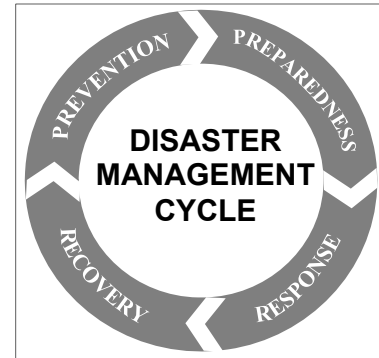 PREVENTION
PREPAREDNESS
DISASTER
MANAGEMENT
CYCLE
RECOVERY
RESPONSE